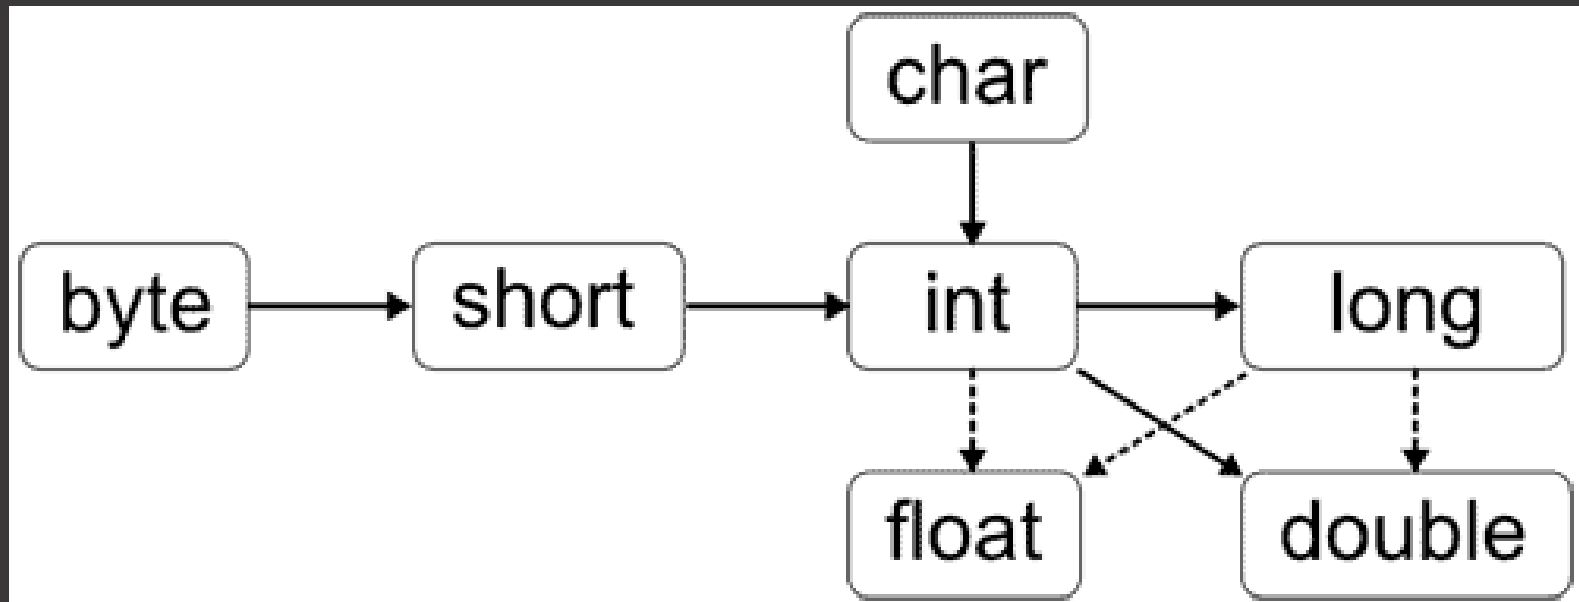 char
byte
short
int
long
float
double